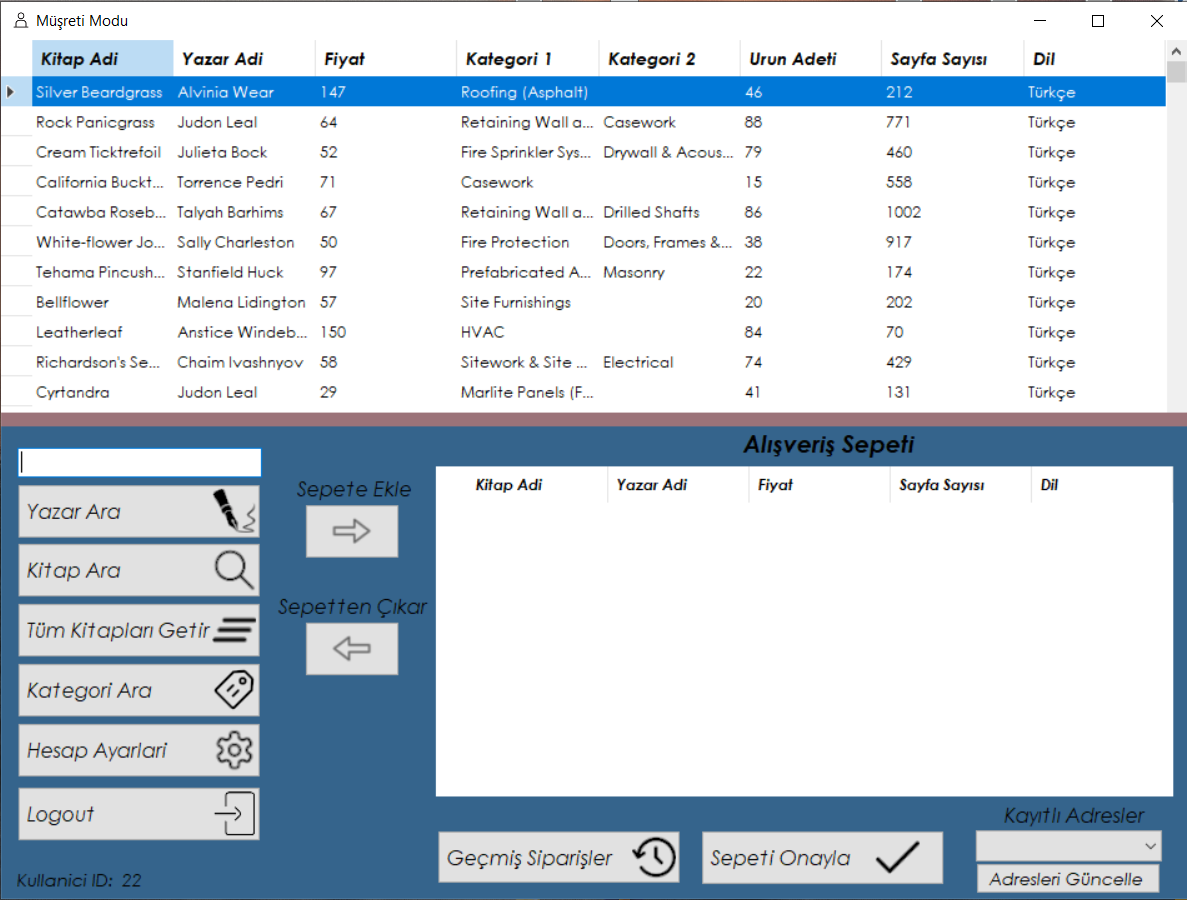 Müşreti Modu
Kitap Adi Yazar Adi Fiyat Kategori 1 Kategori 2 Urun Adeti Sayfa Sayısı Dil
Silver Beardgrass Alvinia Wear 147 Roofing (Asphalt) 46 212 Türkçe
Rock Panicgrass Judon Leal 64 Retaining Wall a... Casework 88 771 Türkçe
Cream Ticktrefoil Julieta Bock 52 Fire Sprinkler Sys... Drywall & Acous... 79 460 Türkçe
California Buckt... Torrence Pedri 71 Casework 15 558 Türkçe
Catawba Roseb... Talyah Barhims 67 Retaining Wall a... Drilled Shafts 86 1002 Türkçe
White-flower Jo... Sally Charleston 50 Fire Protection Doors, Frames &... 38 917 Türkçe
Tehama Pincush... Stanfield Huck 97 Prefabricated A... Masonry 22 174 Türkçe
Bellflower Malena Lidington 57 Site Furnishings 20 202 Türkçe
Leatherleaf Anstice Windeb... 150 HVAC 84 70 Türkçe
Richardson's Se... Chaim Ivashnyov 58 Sitework & Site ... Electrical 74 429 Türkçe
Cyrtandra Judon Leal 29 Marlite Panels (F... 41 131 Türkçe
Alışveriş Sepeti
Kitap Adi Yazar Adi Fiyat Sayfa Sayısı Dil
Sepete Ekle
Yazar Ara
Kitap Ara
Sepetten Çıkar
Tüm Kitapları Getir
Kategori Ara
Hesap Ayarlari
Logout
Kayıtlı Adresler
Geçmiş Siparişler
Sepeti Onayla
Adresleri Güncelle
Kullanici ID: 22